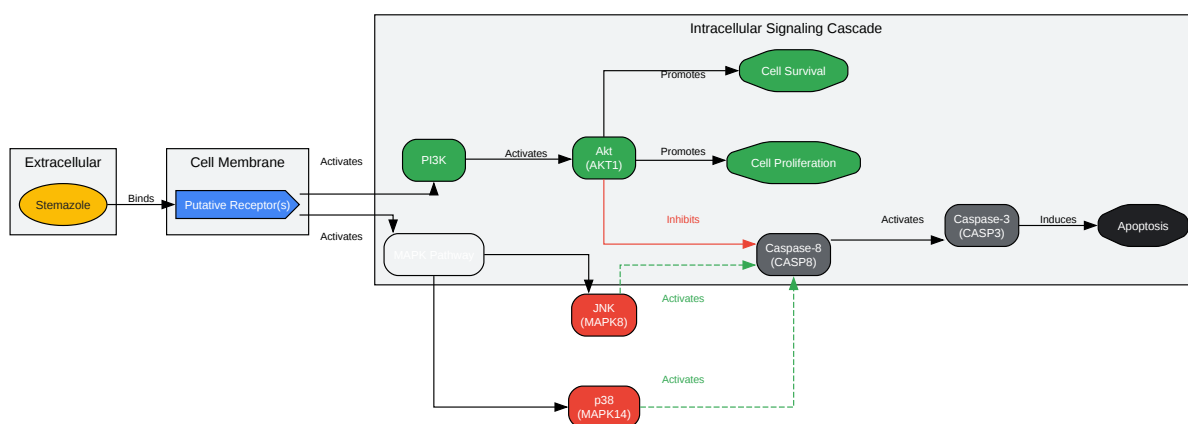 Intracellular Signaling Cascade
Cell Survival
Promotes
Extracellular
Stemazole
Binds
Cell Membrane
Putative Receptor(s)
Activates
Activates
PI3K
Activates
Akt
(AKT1)
Promotes
Cell Proliferation
Inhibits
MAPK Pathway
Caspase-8
(CASP8)
Activates
Caspase-3
(CASP3)
Induces
Apoptosis
JNK
(MAPK8)
Activates
p38
(MAPK14)
Activates